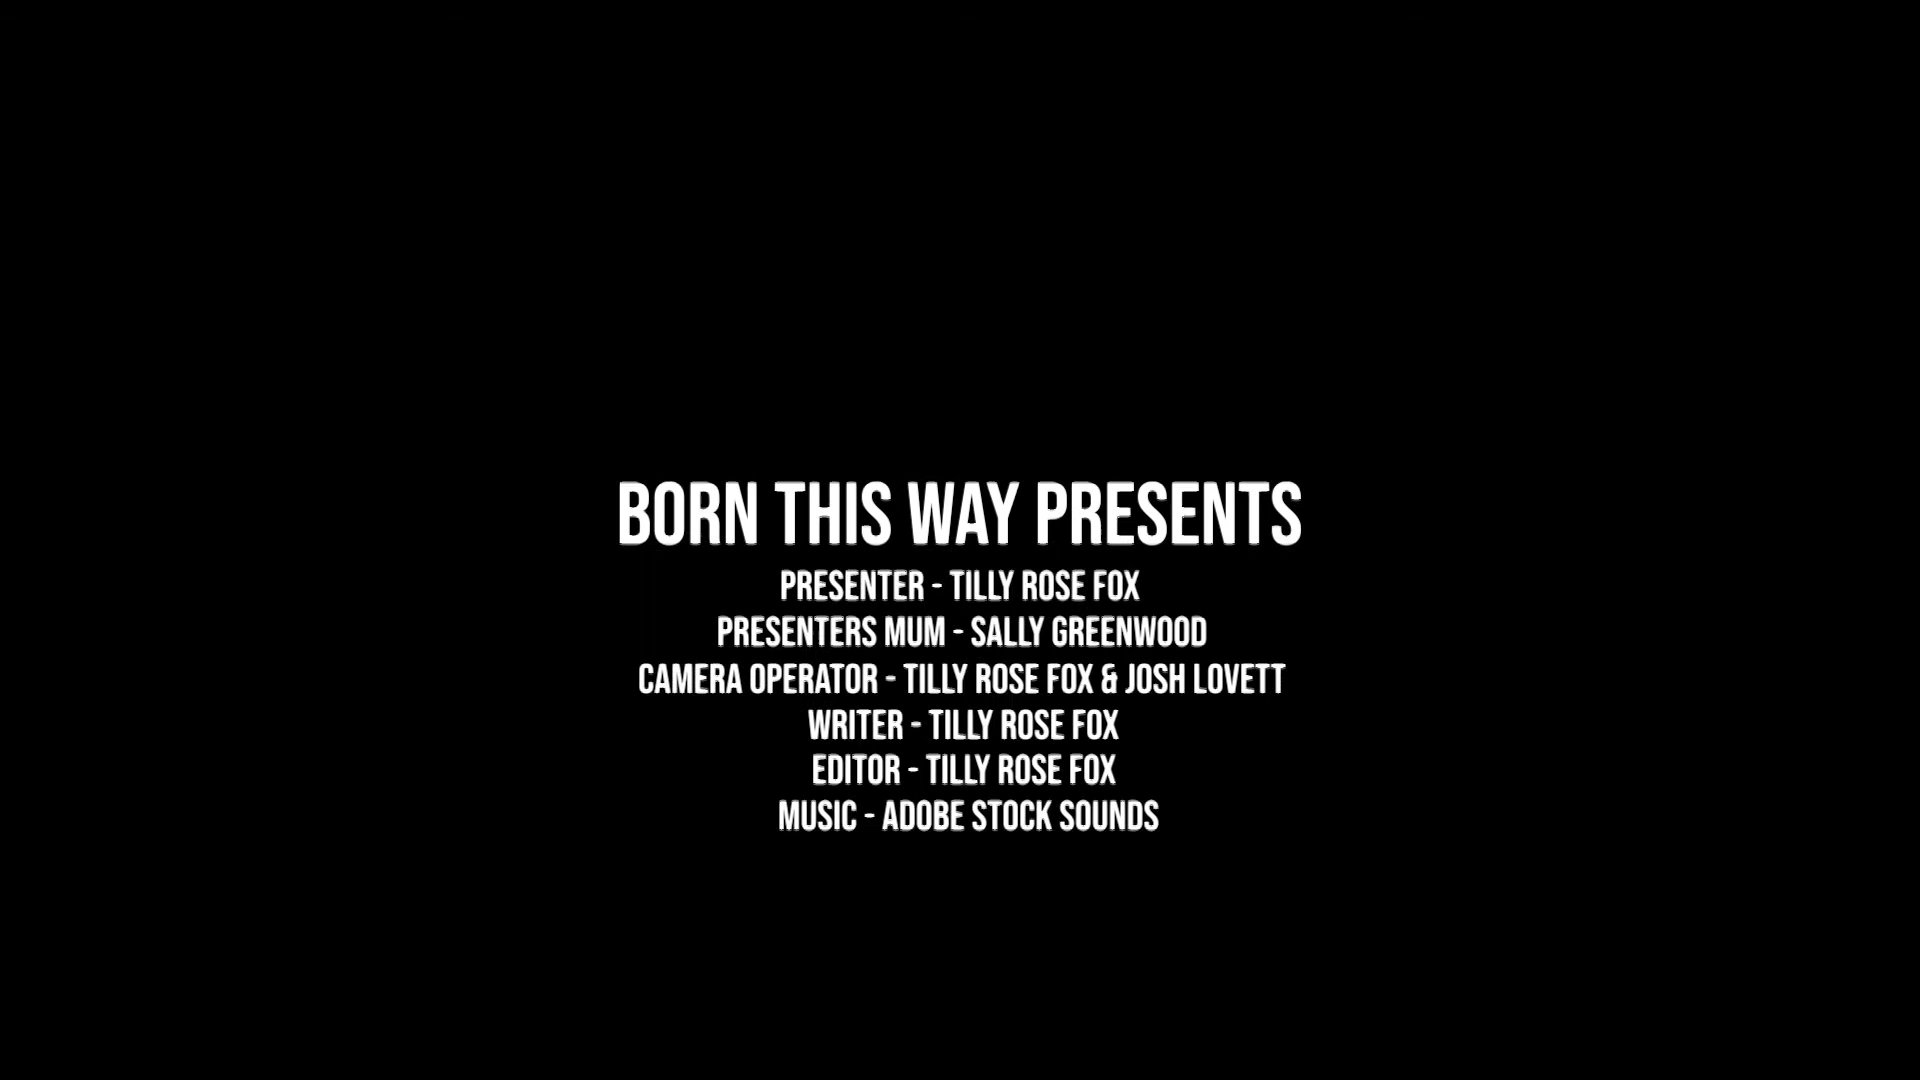 BORN THIS WAY PRESENTS
PRESENTER - TILLY ROSE FOX
PRESENTERS MUM - SALLY GREENWOOD
CAMERA OPERATOR - TILLY ROSE FOX & JOSH LOVETT
WRITER - TILLY ROSE FOX
EDITOR - TILLY ROSE FOX
MUSIC - ADOBE STOCK SOUNDS